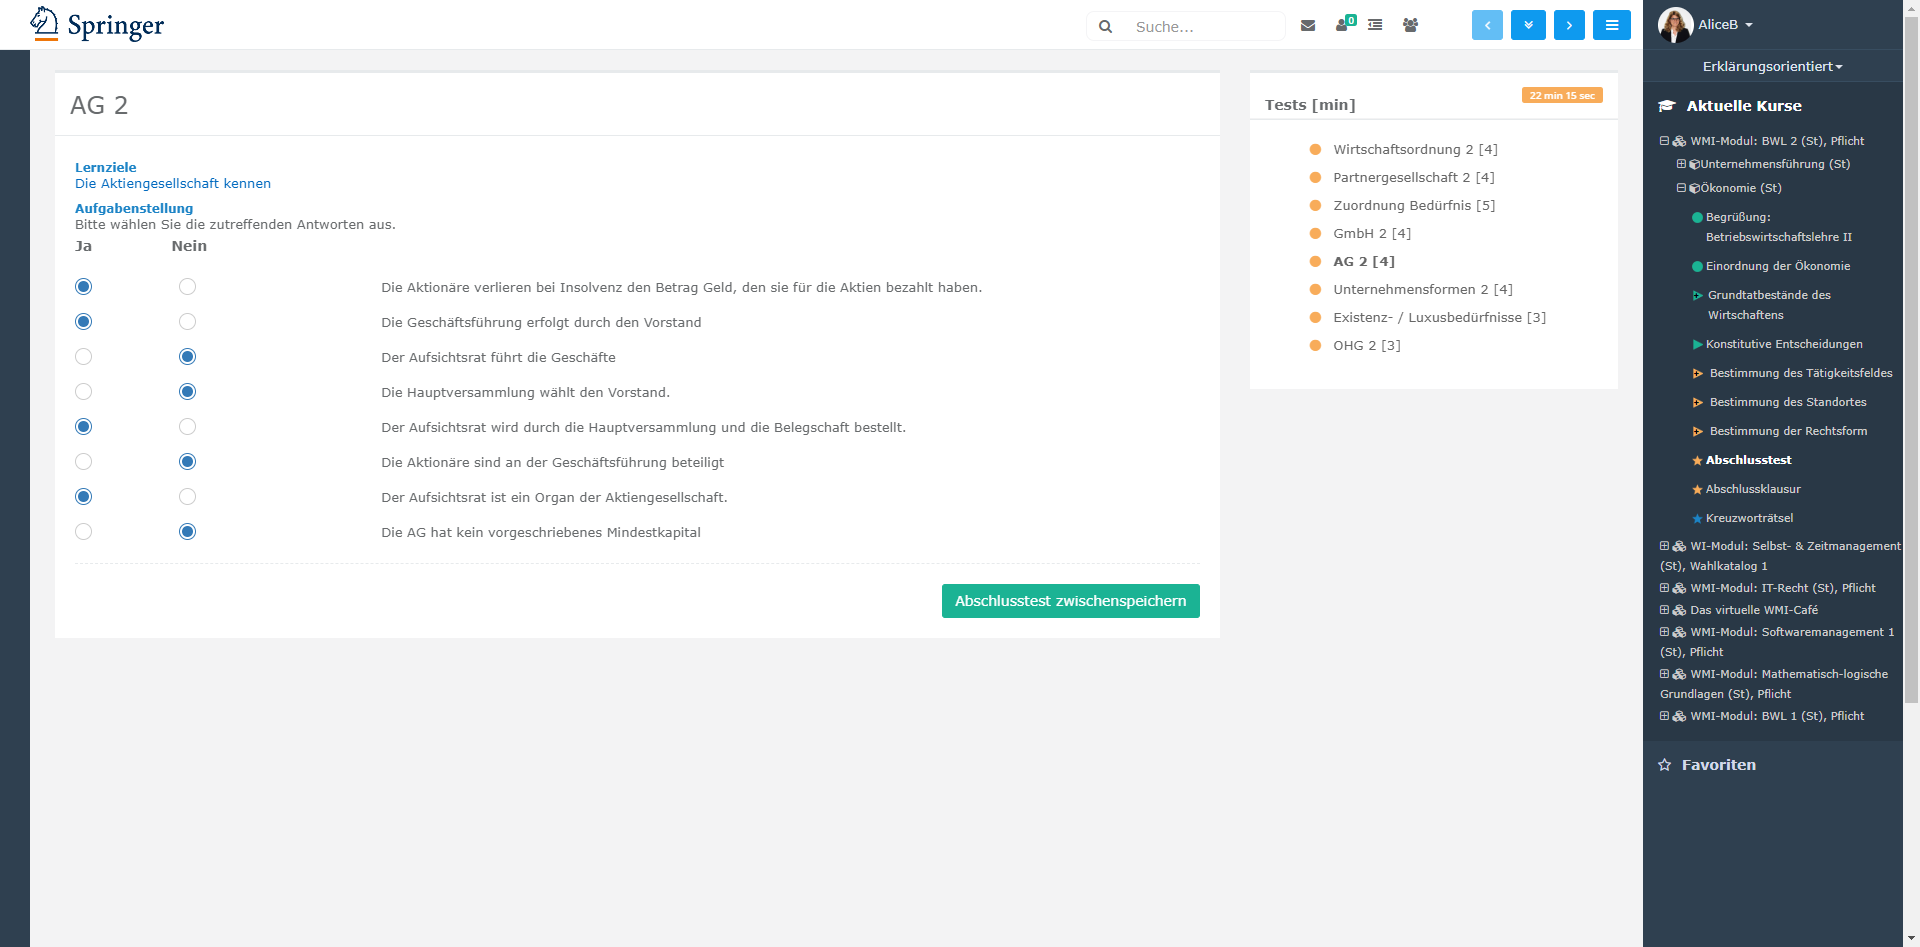 Springer
Suche...
0
AliceB
Erklärungsorientiert
AG 2
Lernziele
Die Aktiengesellschaft kennen
Aufgabenstellung
Bitte wählen Sie die zutreffenden Antworten aus.
Ja Nein
Die Aktionäre verlieren bei Insolvenz den Betrag Geld, den sie für die Aktien bezahlt haben.
Die Geschäftsführung erfolgt durch den Vorstand
Der Aufsichtsrat führt die Geschäfte
Die Hauptversammlung wählt den Vorstand.
Der Aufsichtsrat wird durch die Hauptversammlung und die Belegschaft bestellt.
Die Aktionäre sind an der Geschäftsführung beteiligt
Der Aufsichtsrat ist ein Organ der Aktiengesellschaft.
Die AG hat kein vorgeschriebenes Mindestkapital
Abschlusstest zwischenspeichern
Tests [min]
22 min 15 sec
Wirtschaftsordnung 2 [4]
Partnergesellschaft 2 [4]
Zuordnung Bedürfnis [5]
GmbH 2 [4]
AG 2 [4]
Unternehmensformen 2 [4]
Existenz- / Luxusbedürfnisse [3]
OHG 2 [3]
Aktuelle Kurse
WMI-Modul: BWL 2 (St), Pflicht
Unternehmensführung (St)
Ökonomie (St)
Begrüßung:
Betriebswirtschaftslehre II
Einordnung der Ökonomie
Grundtatbestände des
Wirtschaftens
Konstitutive Entscheidungen
Bestimmung des Tätigkeitsfeldes
Bestimmung des Standortes
Bestimmung der Rechtsform
Abschlusstest
Abschlussklausur
Kreuzworträtsel
WI-Modul: Selbst- & Zeitmanagement
(St), Wahlkatalog 1
WMI-Modul: IT-Recht (St), Pflicht
Das virtuelle WMI-Café
WMI-Modul: Softwaremanagement 1
(St), Pflicht
WMI-Modul: Mathematisch-logische
Grundlagen (St), Pflicht
WMI-Modul: BWL 1 (St), Pflicht
Favoriten